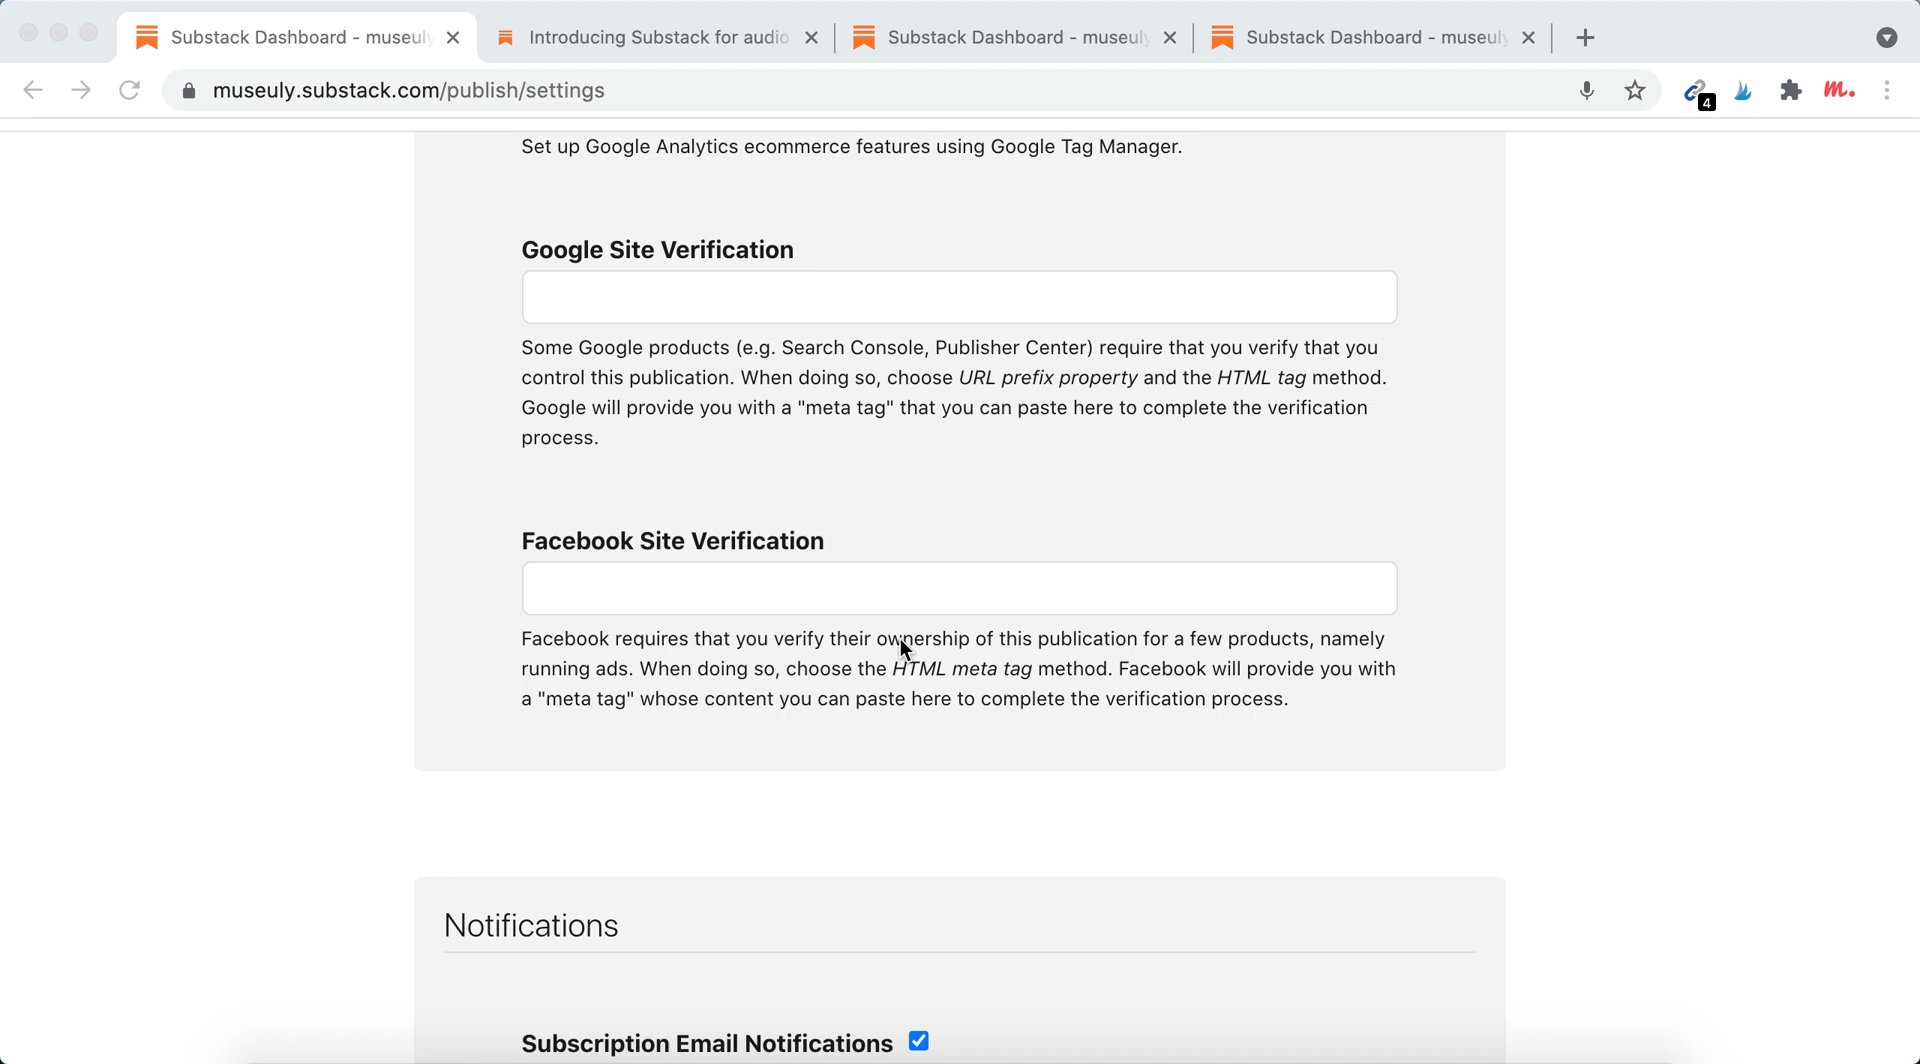 Substack Dashboard - museuly
Introducing Substack for audio
Substack Dashboard - museuly
Substack Dashboard - museuly
museuly.substack.com/publish/settings
4
m.
Set up Google Analytics ecommerce features using Google Tag Manager.
Google Site Verification
Some Google products (e.g. Search Console, Publisher Center) require that you verify that you
control this publication. When doing so, choose URL prefix property and the HTML tag method.
Google will provide you with a "meta tag" that you can paste here to complete the verification
process.
Facebook Site Verification
Facebook requires that you verify their ownership of this publication for a few products, namely
running ads. When doing so, choose the HTML meta tag method. Facebook will provide you with
a "meta tag" whose content you can paste here to complete the verification process.
Notifications
Subscription Email Notifications